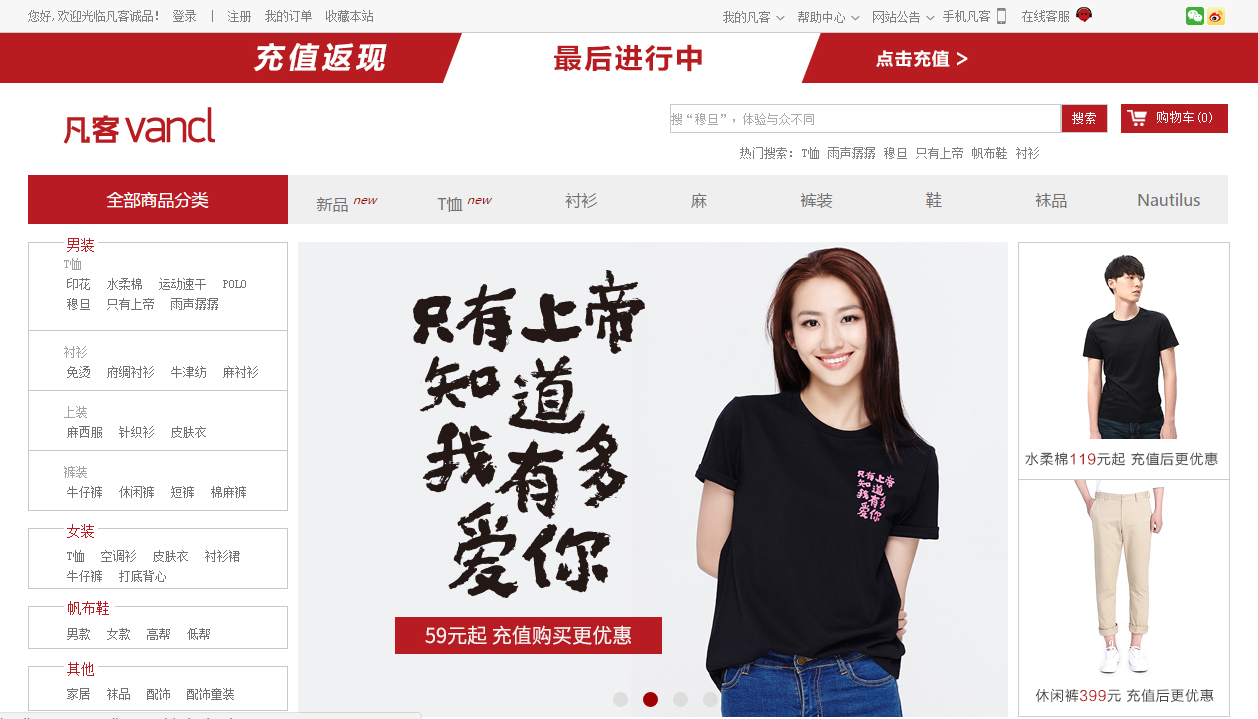 您好, 欢迎光临凡客诚品! 登录 | 注册 我的订单 收藏本站 我的凡客 帮助中心 网站公告 手机凡客 在线客服
充值返现 最后进行中 点击充值 >
凡客 vancl
搜“穆旦”，体验与众不同 搜索 购物车(0)
热门搜索: T恤 雨声孱孱 穆旦 只有上帝 帆布鞋 衬衫
全部商品分类 新品 new T恤 new 衬衫 麻 裤装 鞋 袜品 Nautilus
男装
T恤
印花 水柔棉 运动速干 POLO
穆旦 只有上帝 雨声孱孱
衬衫
免烫 府绸衬衫 牛津纺 麻衬衫
上装
麻西服 针织衫 皮肤衣
裤装
牛仔裤 休闲裤 短裤 棉麻裤
女装
T恤 空调衫 皮肤衣 衬衫裙
牛仔裤 打底背心
帆布鞋
男款 女款 高帮 低帮
其他
家居 袜品 配饰 配饰童装
只有上帝
知道
我有多
爱你
59元起 充值购买更优惠
只有上帝
知道
我有多
爱你
水柔棉119元起 充值后更优惠
休闲裤399元 充值后更优惠